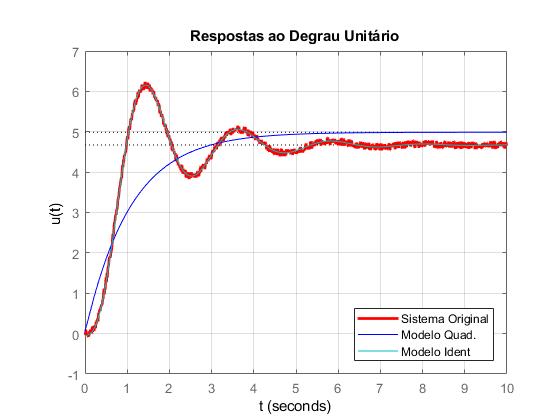 Respostas ao Degrau Unitário
7
6
5
4
3
2
1
0
-1
u(t)
0 1 2 3 4 5 6 7 8 9 10
t (seconds)
Sistema Original
Modelo Quad.
Modelo Ident